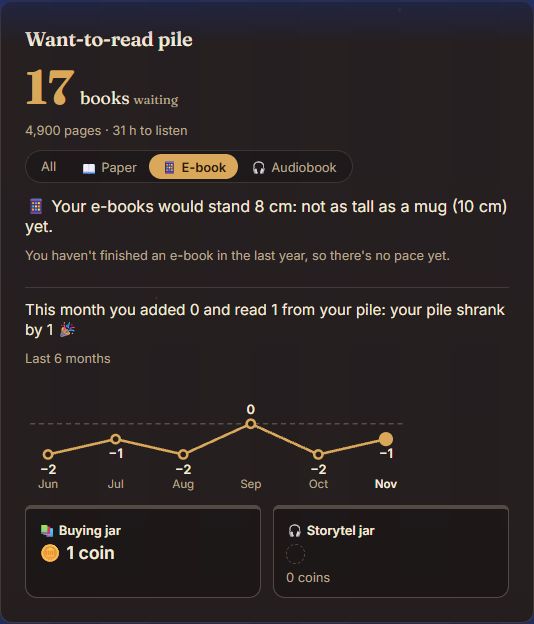 Want-to-read pile
17 books waiting
4,900 pages · 31 h to listen
All Paper E-book Audiobook
Your e-books would stand 8 cm: not as tall as a mug (10 cm)
yet.
You haven't finished an e-book in the last year, so there's no pace yet.
This month you added 0 and read 1 from your pile: your pile shrank
by 1
Last 6 months
0
−2 −1 −2 −2 −1
Jun Jul Aug Sep Oct Nov
Buying jar
1 coin
Storytel jar
0 coins